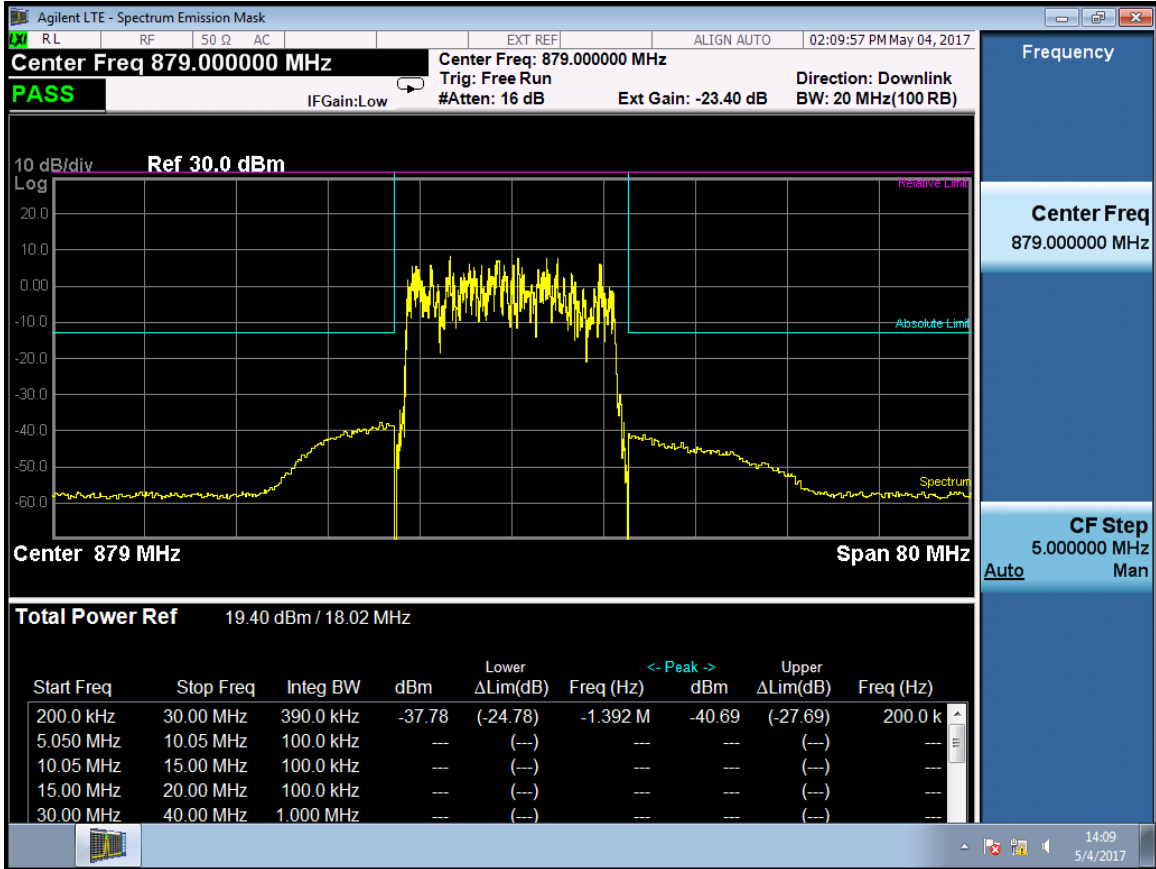 Agilent LTE - Spectrum Emission Mask
LXI RL RF 50 Ω AC EXT REF ALIGN AUTO 02:09:57 PM May 04, 2017
Center Freq 879.000000 MHz
Center Freq: 879.000000 MHz
PASS
IFGain:Low
Trig: Free Run
#Atten: 16 dB
Ext Gain: -23.40 dB
Direction: Downlink
BW: 20 MHz(100 RB)
10 dB/div Ref 30.0 dBm
Log
Relative Limit
20.0
10.0
0.00
-10.0
Absolute Limit
-20.0
-30.0
-40.0
-50.0
Spectrum
-60.0
Center 879 MHz Span 80 MHz
Total Power Ref 19.40 dBm / 18.02 MHz
Lower <- Peak -> Upper
Start Freq Stop Freq Integ BW dBm ΔLim(dB) Freq (Hz) dBm ΔLim(dB) Freq (Hz)
200.0 kHz 30.00 MHz 390.0 kHz -37.78 (-24.78) -1.392 M -40.69 (-27.69) 200.0 k
5.050 MHz 10.05 MHz 100.0 kHz --- (---) --- --- (---) ---
10.05 MHz 15.00 MHz 100.0 kHz --- (---) --- --- (---) ---
15.00 MHz 20.00 MHz 100.0 kHz --- (---) --- --- (---) ---
30.00 MHz 40.00 MHz 1.000 MHz --- (---) --- --- (---) ---
Frequency
Center Freq
879.000000 MHz
CF Step
5.000000 MHz
Auto Man
14:09
5/4/2017